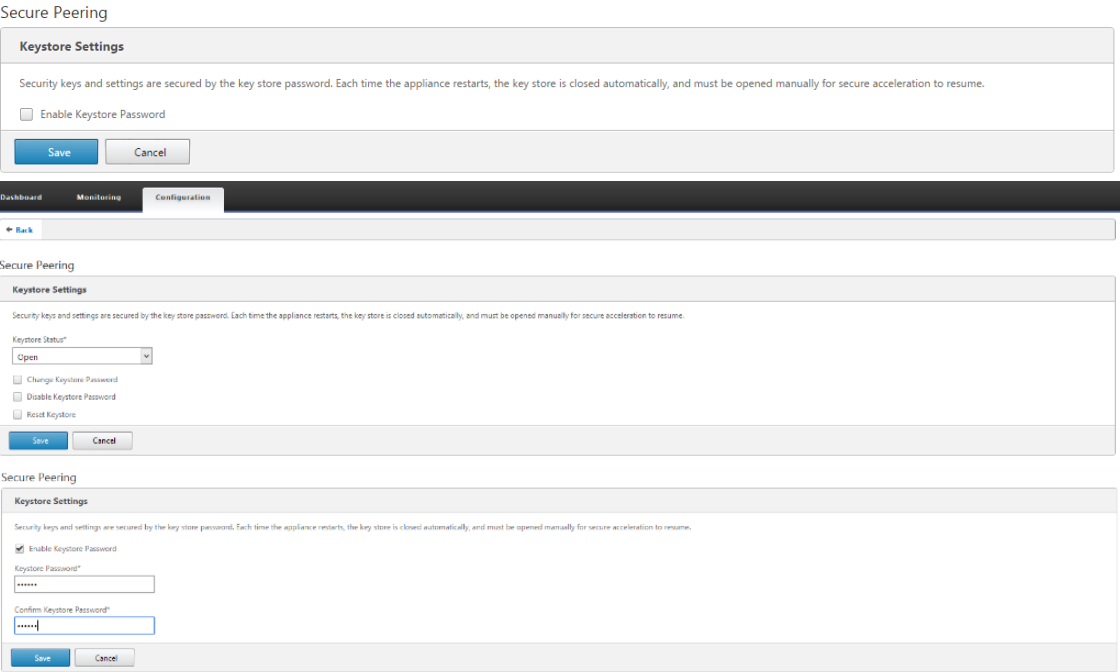 Secure Peering
Keystore Settings
Security keys and settings are secured by the key store password. Each time the appliance restarts, the key store is closed automatically, and must be opened manually for secure acceleration to resume.
Enable Keystore Password
Save Cancel
Dashboard Monitoring Configuration
Back
Secure Peering
Keystore Settings
Security keys and settings are secured by the key store password. Each time the appliance restarts, the key store is closed automatically, and must be opened manually for secure acceleration to resume.
Keystore Status*
Open
Change Keystore Password
Disable Keystore Password
Reset Keystore
Save Cancel
Secure Peering
Keystore Settings
Security keys and settings are secured by the key store password. Each time the appliance restarts, the key store is closed automatically, and must be opened manually for secure acceleration to resume.
Enable Keystore Password
Keystore Password*
••••••
Confirm Keystore Password*
••••••
Save Cancel